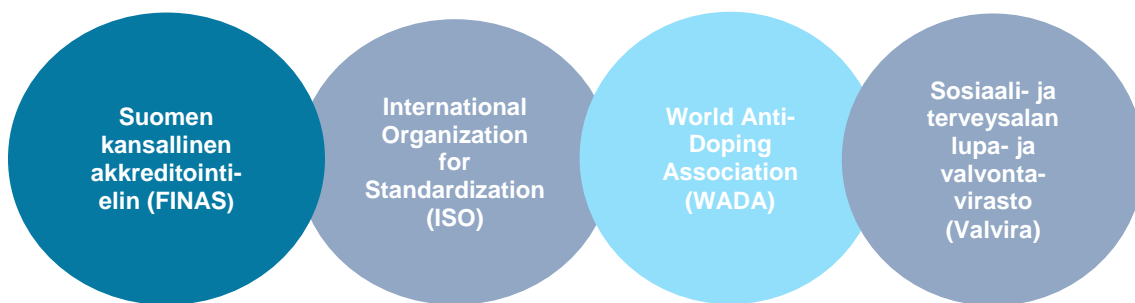 Suomen
kansallinen
akkreditointi-
elin (FINAS)
International
Organization
for
Standardization
(ISO)
World Anti-
Doping
Association
(WADA)
Sosiaali- ja
terveysalan
lupa- ja
valvonta-
virasto
(Valvira)